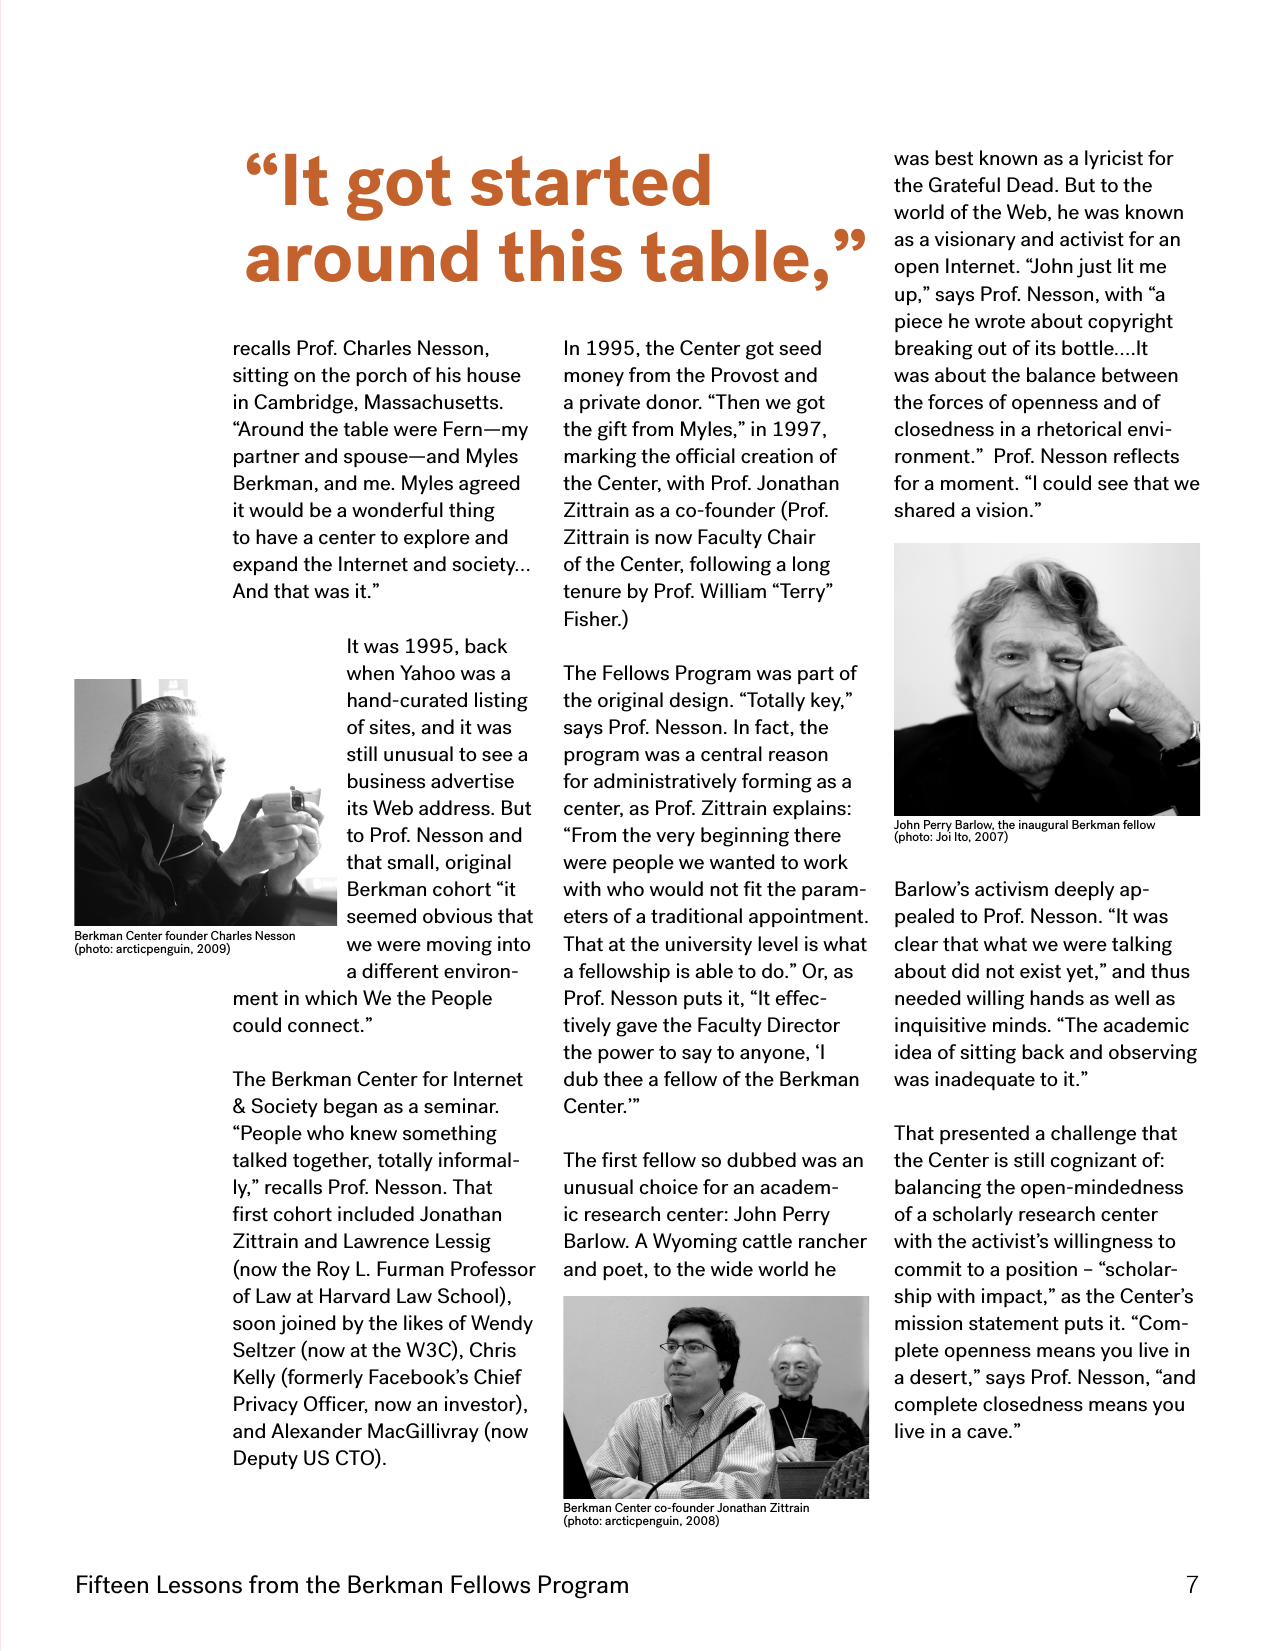 “It got started
around this table,”
recalls Prof. Charles Nesson,
sitting on the porch of his house
in Cambridge, Massachusetts.
“Around the table were Fern—my
partner and spouse—and Myles
Berkman, and me. Myles agreed
it would be a wonderful thing
to have a center to explore and
expand the Internet and society...
And that was it.”
It was 1995, back
when Yahoo was a
hand-curated listing
of sites, and it was
still unusual to see a
business advertise
its Web address. But
to Prof. Nesson and
that small, original
Berkman cohort “it
seemed obvious that
we were moving into
a different environ-
ment in which We the People
could connect.”
Berkman Center founder Charles Nesson
(photo: arcticpenguin, 2009)
The Berkman Center for Internet
& Society began as a seminar.
“People who knew something
talked together, totally informal-
ly,” recalls Prof. Nesson. That
first cohort included Jonathan
Zittrain and Lawrence Lessig
(now the Roy L. Furman Professor
of Law at Harvard Law School),
soon joined by the likes of Wendy
Seltzer (now at the W3C), Chris
Kelly (formerly Facebook’s Chief
Privacy Officer, now an investor),
and Alexander MacGillivray (now
Deputy US CTO).
In 1995, the Center got seed
money from the Provost and
a private donor. “Then we got
the gift from Myles,” in 1997,
marking the official creation of
the Center, with Prof. Jonathan
Zittrain as a co-founder (Prof.
Zittrain is now Faculty Chair
of the Center, following a long
tenure by Prof. William “Terry”
Fisher.)
The Fellows Program was part of
the original design. “Totally key,”
says Prof. Nesson. In fact, the
program was a central reason
for administratively forming as a
center, as Prof. Zittrain explains:
“From the very beginning there
were people we wanted to work
with who would not fit the param-
eters of a traditional appointment.
That at the university level is what
a fellowship is able to do.” Or, as
Prof. Nesson puts it, “It effec-
tively gave the Faculty Director
the power to say to anyone, ‘I
dub thee a fellow of the Berkman
Center.’”
The first fellow so dubbed was an
unusual choice for an academ-
ic research center: John Perry
Barlow. A Wyoming cattle rancher
and poet, to the wide world he
Berkman Center co-founder Jonathan Zittrain
(photo: arcticpenguin, 2008)
was best known as a lyricist for
the Grateful Dead. But to the
world of the Web, he was known
as a visionary and activist for an
open Internet. “John just lit me
up,” says Prof. Nesson, with “a
piece he wrote about copyright
breaking out of its bottle....It
was about the balance between
the forces of openness and of
closedness in a rhetorical envi-
ronment.”  Prof. Nesson reflects
for a moment. “I could see that we
shared a vision.”
John Perry Barlow, the inaugural Berkman fellow
(photo: Joi Ito, 2007)
Barlow’s activism deeply ap-
pealed to Prof. Nesson. “It was
clear that what we were talking
about did not exist yet,” and thus
needed willing hands as well as
inquisitive minds. “The academic
idea of sitting back and observing
was inadequate to it.”
That presented a challenge that
the Center is still cognizant of:
balancing the open-mindedness
of a scholarly research center
with the activist’s willingness to
commit to a position – “scholar-
ship with impact,” as the Center’s
mission statement puts it. “Com-
plete openness means you live in
a desert,” says Prof. Nesson, “and
complete closedness means you
live in a cave.”
Fifteen Lessons from the Berkman Fellows Program
7